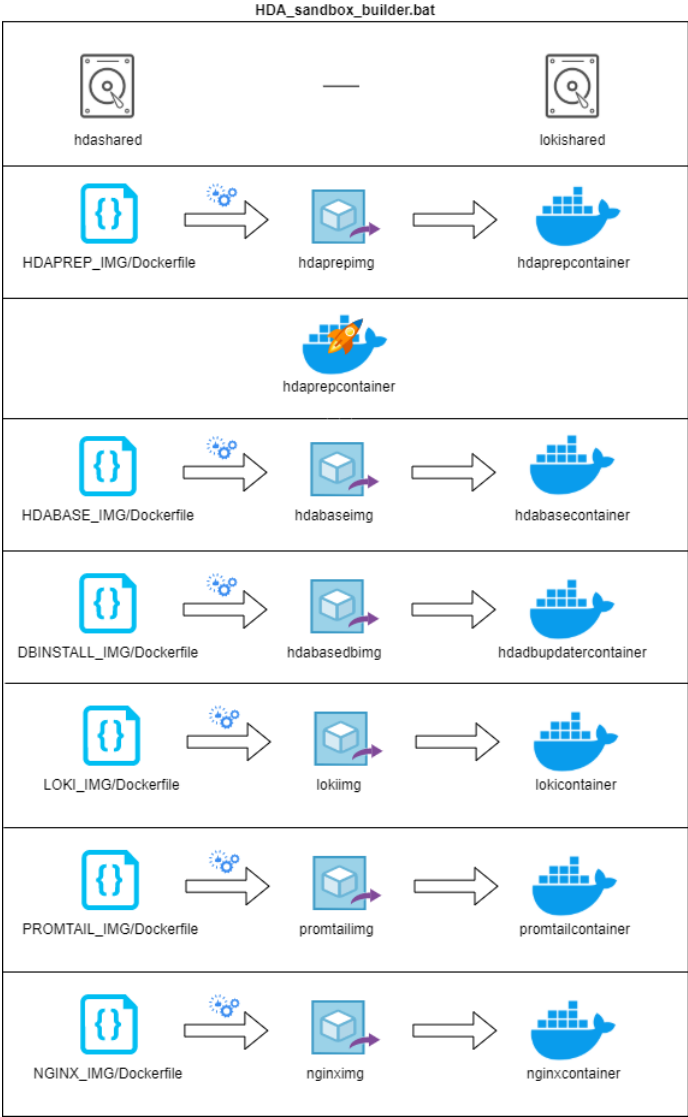 HDA_sandbox_builder.bat
hdashared
lokishared
HDAPREP_IMG/Dockerfile
hdaprepimg
hdaprepcontainer
hdaprepcontainer
HDABASE_IMG/Dockerfile
hdabaseimg
hdabasecontainer
DBINSTALL_IMG/Dockerfile
hdabasedbimg
hdadbupdatercontainer
LOKI_IMG/Dockerfile
lokiimg
lokicontainer
PROMTAIL_IMG/Dockerfile
promtailimg
promtailcontainer
NGINX_IMG/Dockerfile
nginximg
nginxcontainer